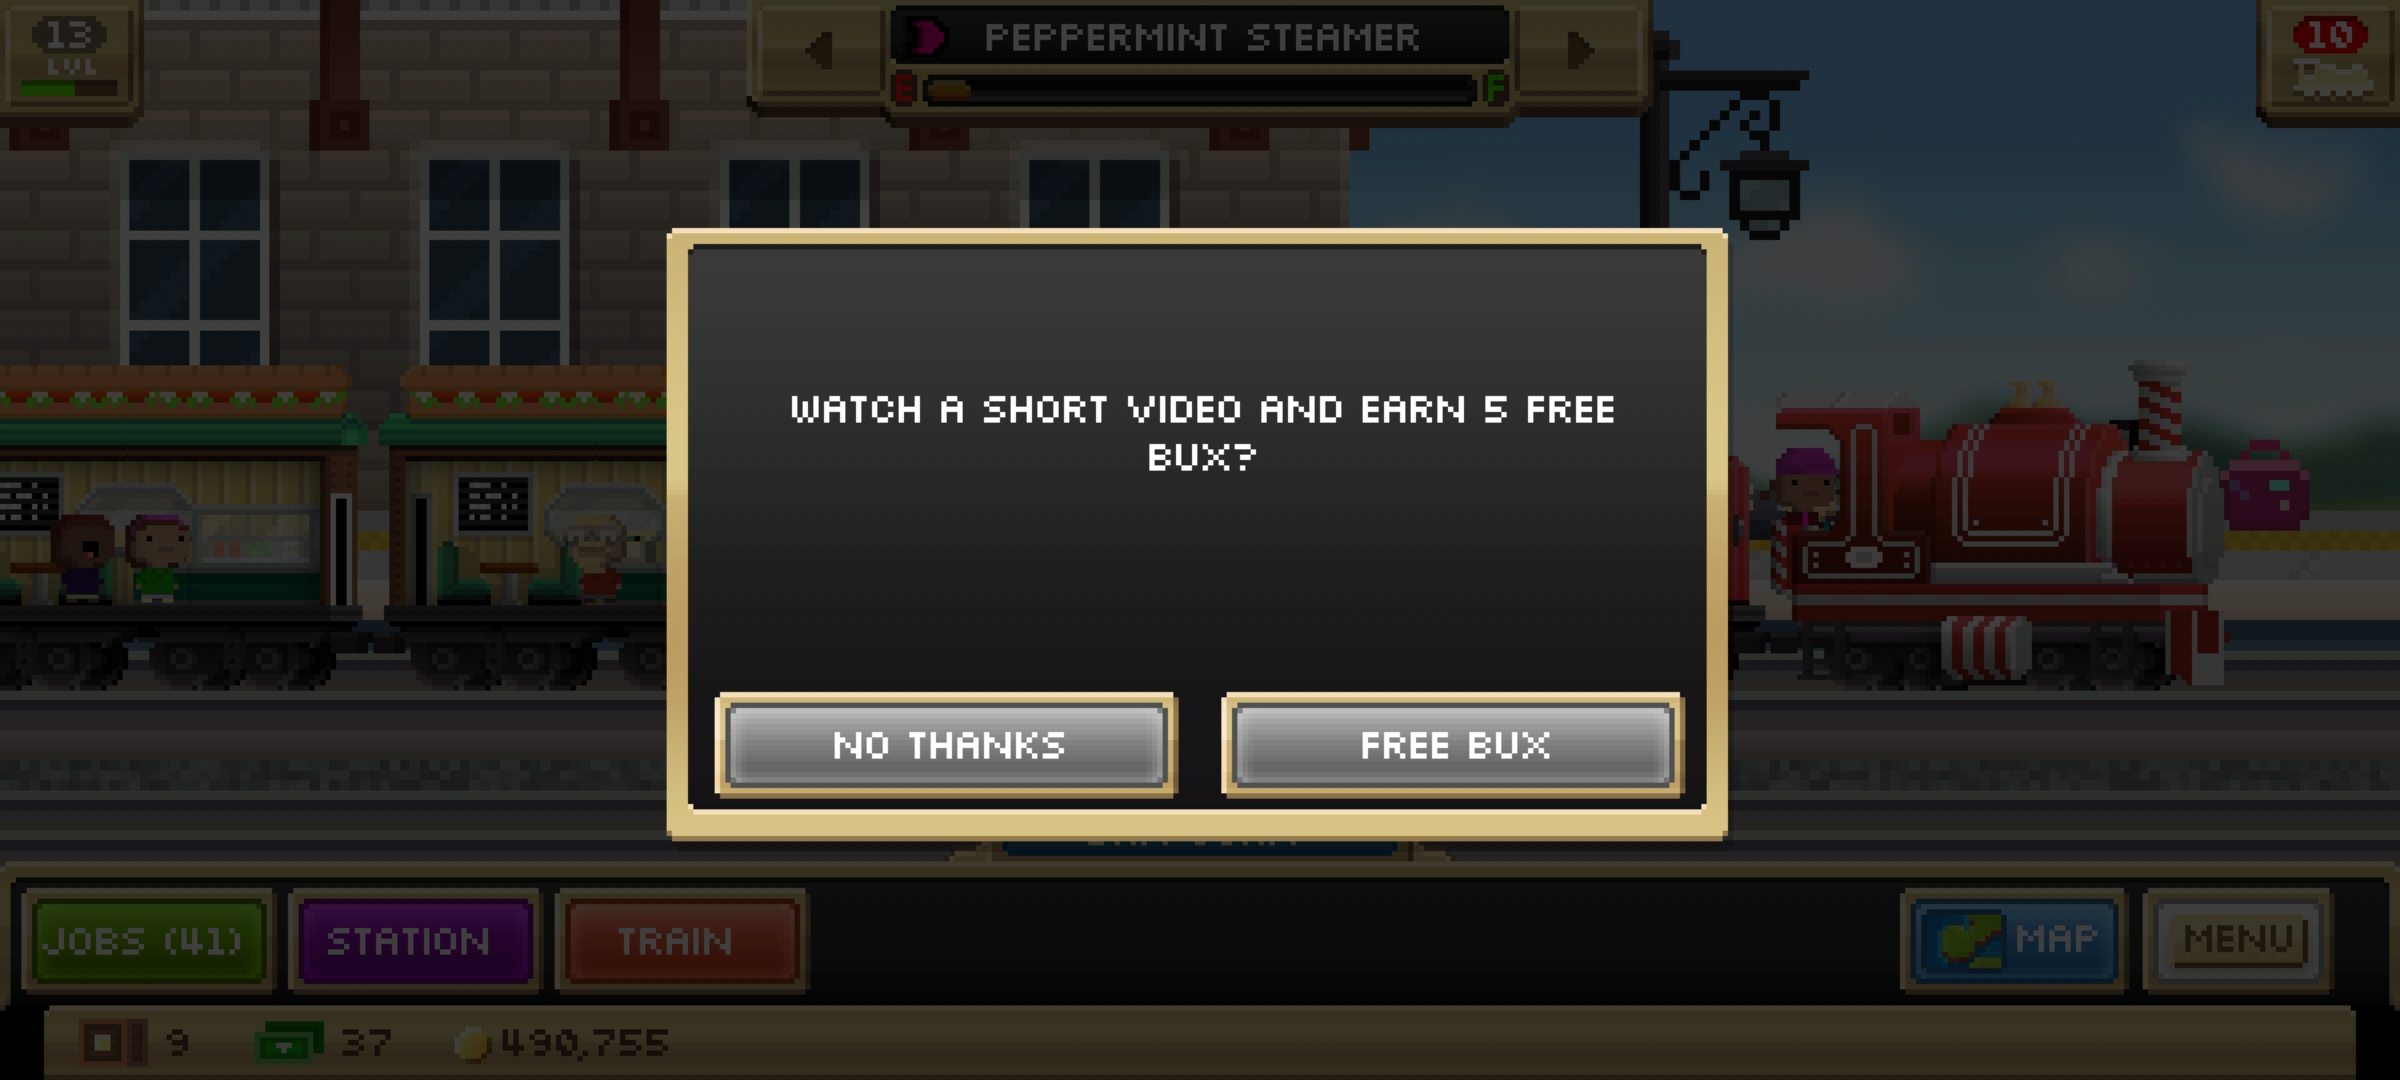 13
LVL
PEPPERMINT STEAMER
E
F
10
WATCH A SHORT VIDEO AND EARN 5 FREE
BUX?
NO THANKS
FREE BUX
JOBS (41)
STATION
TRAIN
MAP
MENU
9
37
490,755